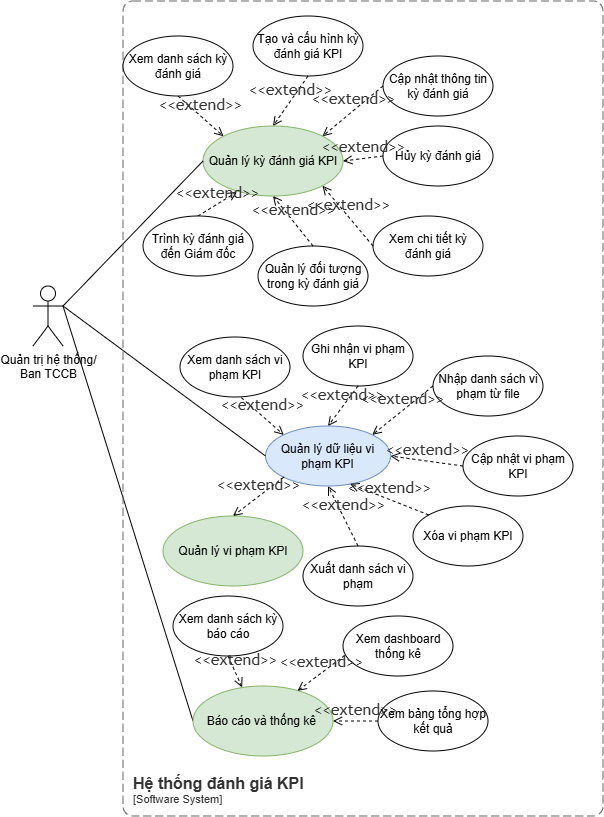 Tạo và cấu hình kỳ
đánh giá KPI
Xem danh sách kỳ
đánh giá
Cập nhật thông tin
kỳ đánh giá
<<extend>>
<<extend>>
<<extend>>
Quản lý kỳ đánh giá KPI
<<extend>>
Hủy kỳ đánh giá
<<extend>>
<<extend>>
<<extend>>
Trình kỳ đánh giá
đến Giám đốc
Xem chi tiết kỳ
đánh giá
Quản lý đối tượng
trong kỳ đánh giá
Quản trị hệ thống/
Ban TCCB
Xem danh sách vi
phạm KPI
Ghi nhận vi phạm
KPI
Nhập danh sách vi
phạm từ file
<<extend>>
<<extend>>
<<extend>>
Quản lý dữ liệu vi
phạm KPI
<<extend>>
Cập nhật vi phạm
KPI
<<extend>>
<<extend>>
<<extend>>
Quản lý vi phạm KPI
Xóa vi phạm KPI
Xuất danh sách vi
phạm
Xem danh sách kỳ
báo cáo
Xem dashboard
thống kê
<<extend>>
<<extend>>
Báo cáo và thống kê
<<extend>>
Xem bảng tổng hợp
kết quả
Hệ thống đánh giá KPI
[Software System]